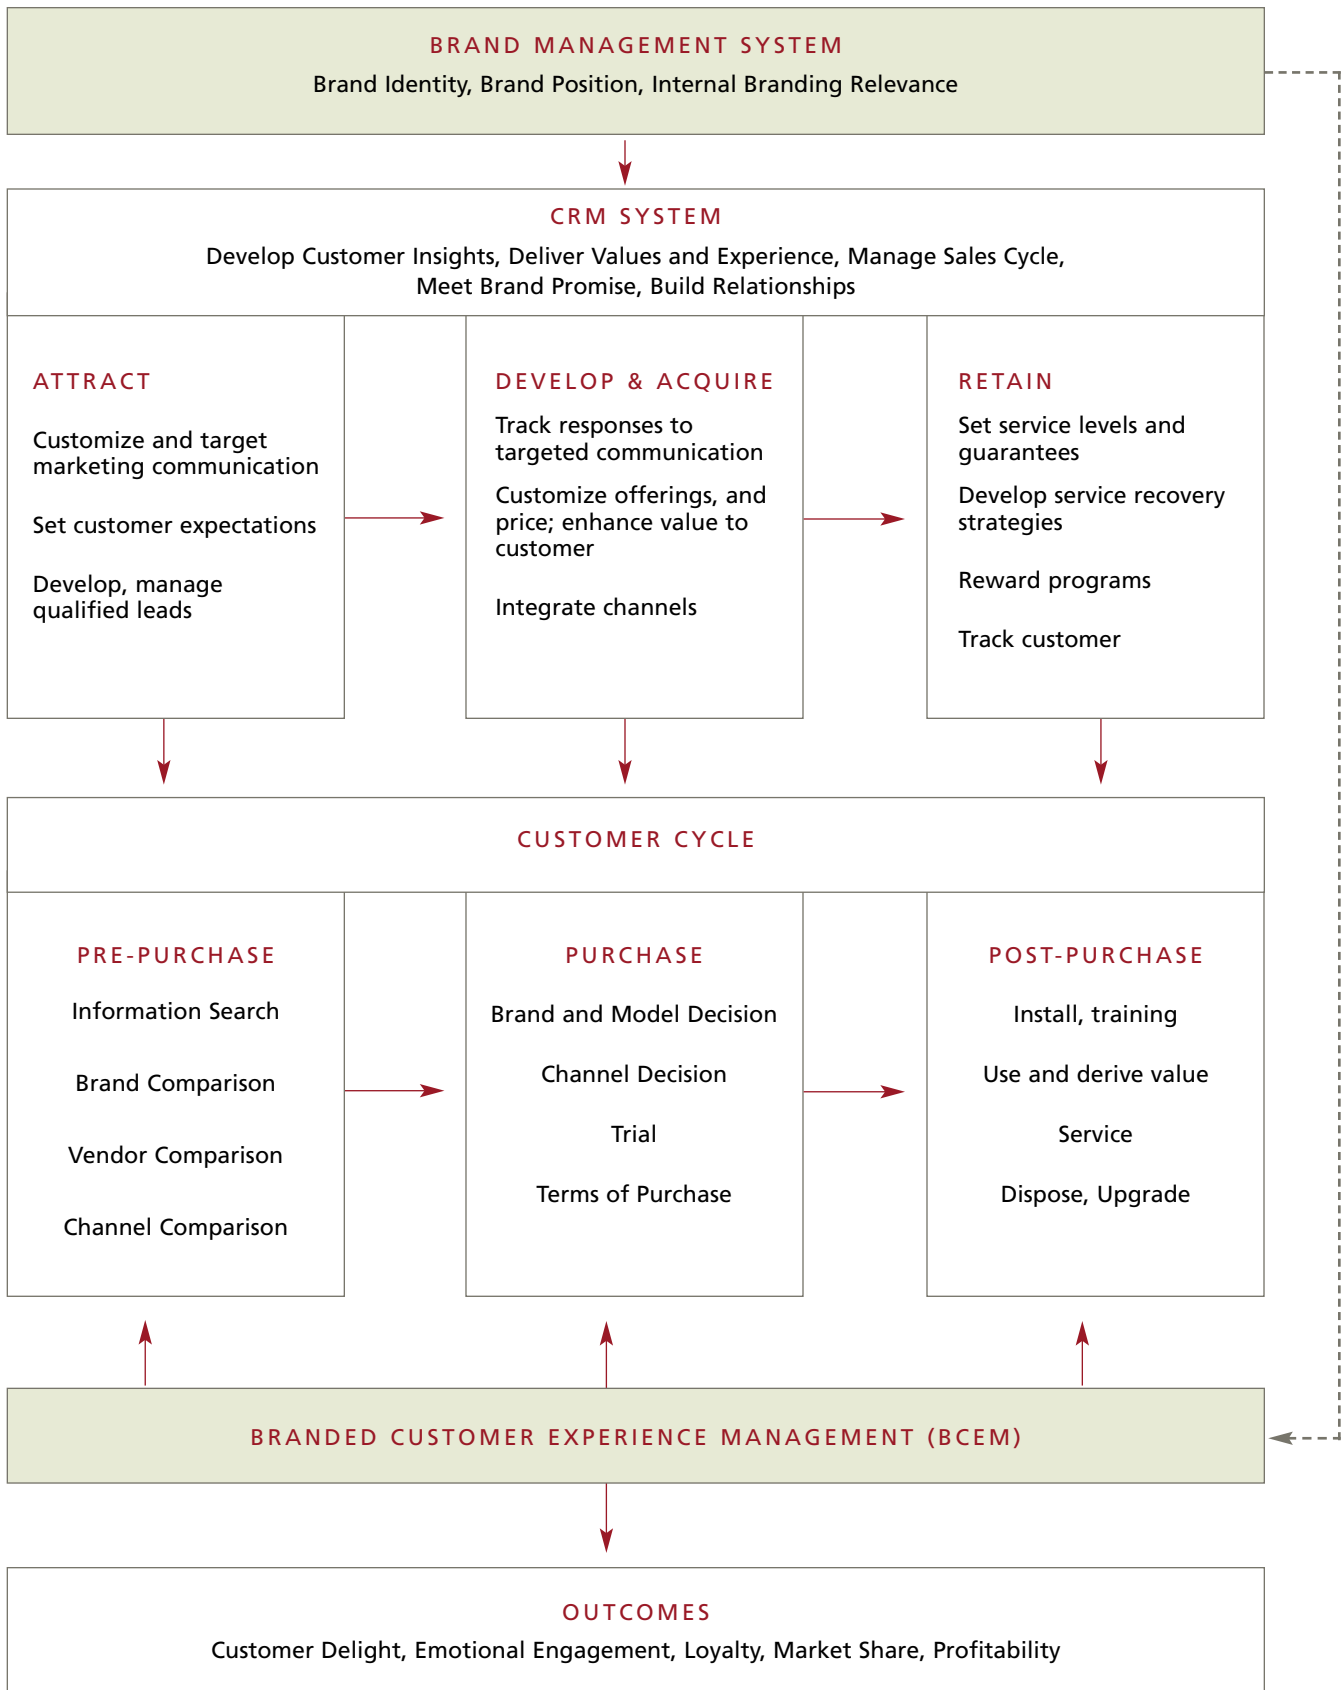 BRAND MANAGEMENT SYSTEM
Brand Identity, Brand Position, Internal Branding Relevance
CRM SYSTEM
Develop Customer Insights, Deliver Values and Experience, Manage Sales Cycle,
Meet Brand Promise, Build Relationships
ATTRACT
Customize and target
marketing communication
Set customer expectations
Develop, manage
qualified leads
DEVELOP & ACQUIRE
Track responses to
targeted communication
Customize offerings, and
price; enhance value to
customer
Integrate channels
RETAIN
Set service levels and
guarantees
Develop service recovery
strategies
Reward programs
Track customer
CUSTOMER CYCLE
PRE-PURCHASE
Information Search
Brand Comparison
Vendor Comparison
Channel Comparison
PURCHASE
Brand and Model Decision
Channel Decision
Trial
Terms of Purchase
POST-PURCHASE
Install, training
Use and derive value
Service
Dispose, Upgrade
BRANDED CUSTOMER EXPERIENCE MANAGEMENT (BCEM)
OUTCOMES
Customer Delight, Emotional Engagement, Loyalty, Market Share, Profitability